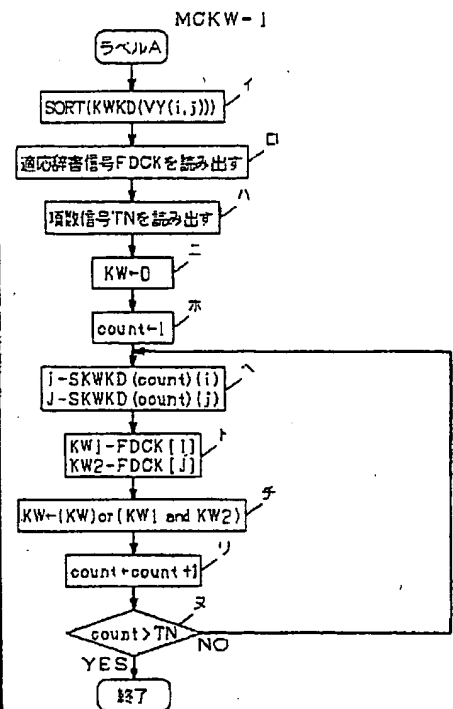 MCKW-1
ラベルA
イ
SORT(KWKD(VY(i,j)))
ロ
適応辞書信号FDCKを読み出す
ハ
項数信号TNを読み出す
ニ
KW←0
ホ
count←1
ヘ
i-SKWKD(count)(i)
J-SKWKD(count)(j)
ト
KW1-FDCK[I]
KW2-FDCK[J]
チ
KW←(KW)or(KW1 and KW2)
リ
count←count+1
ヌ
count>TN
NO
YES
終了